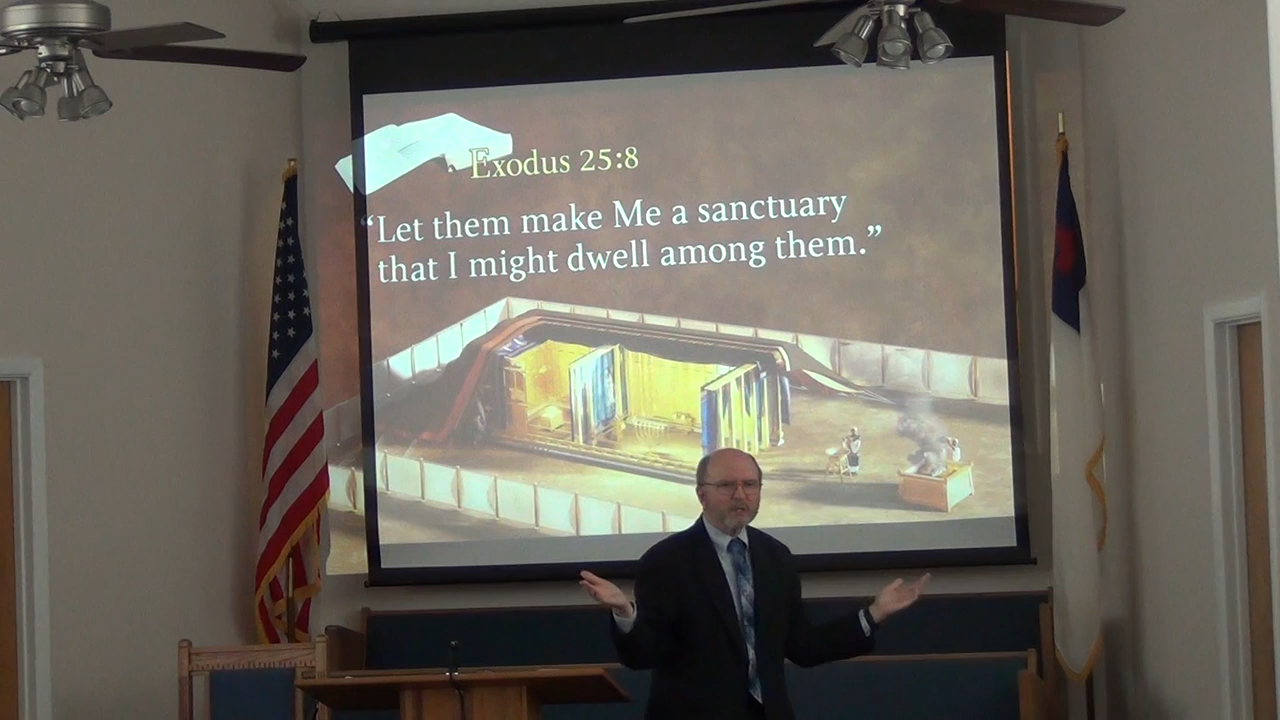 Exodus 25:8
“Let them make Me a sanctuary
that I might dwell among them.”